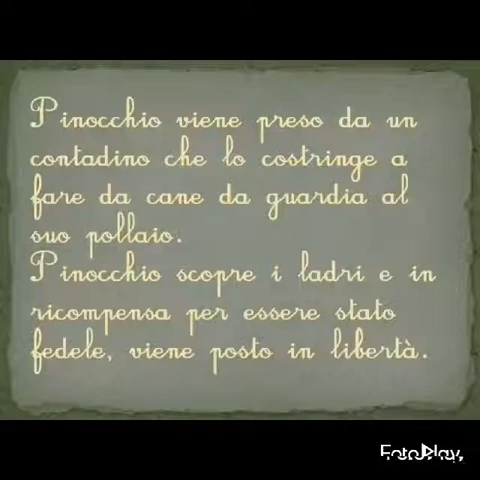 Pinocchio viene preso da un
contadino che lo costringe a
fare da cane da guardia al
suo pollaio.
Pinocchio scopre i ladri e in
ricompensa per essere stato
fedele, viene posto in libertà.
FotoPlay